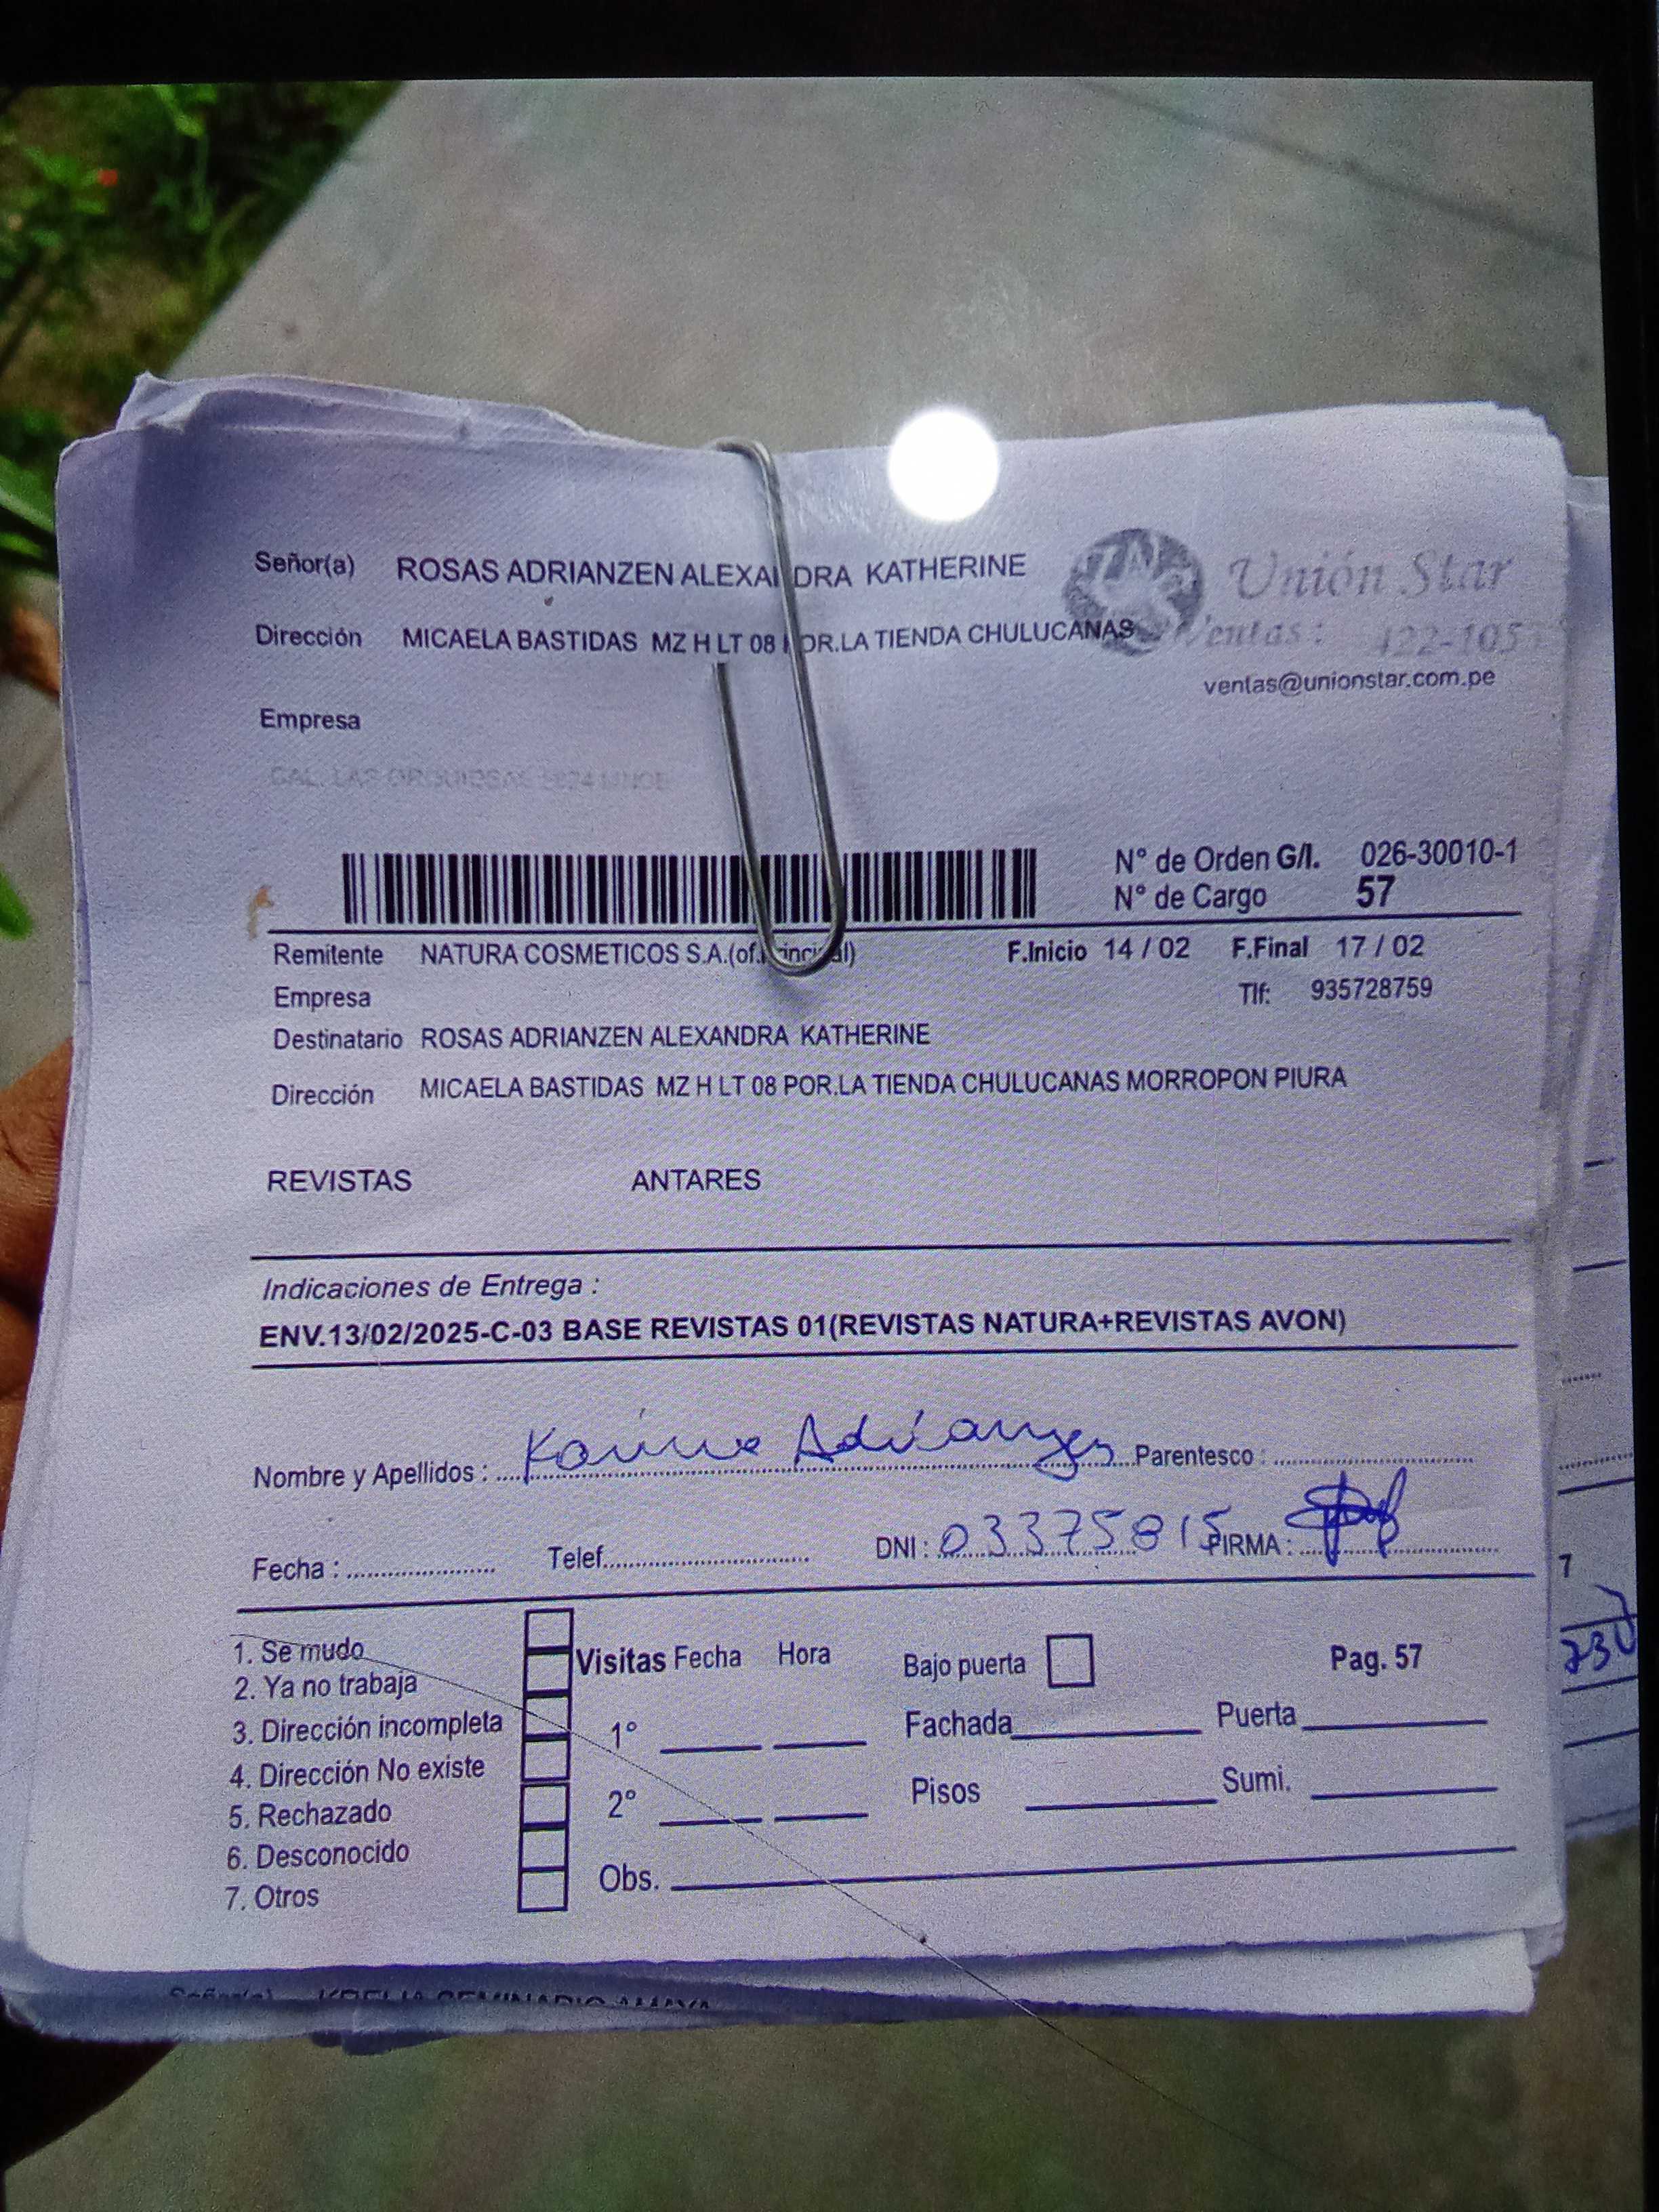 Señor(a) ROSAS ADRIANZEN ALEXANDRA KATHERINE
Unión Star
Dirección MICAELA BASTIDAS MZ H LT 08 POR.LA TIENDA CHULUCANAS
Ventas: 422-105
ventas@unionstar.com.pe
Empresa
N° de Orden G/I. 026-30010-1
N° de Cargo 57
Remitente NATURA COSMETICOS S.A.(of.principal) F.Inicio 14 / 02 F.Final 17 / 02
Empresa Tlf: 935728759
Destinatario ROSAS ADRIANZEN ALEXANDRA KATHERINE
Dirección MICAELA BASTIDAS MZ H LT 08 POR.LA TIENDA CHULUCANAS MORROPON PIURA
REVISTAS ANTARES
Indicaciones de Entrega :
ENV.13/02/2025-C-03 BASE REVISTAS 01(REVISTAS NATURA+REVISTAS AVON)
Nombre y Apellidos : Karina Adrianzen Parentesco :
Fecha : Telef. DNI : 03375815 FIRMA :
1. Se mudo
2. Ya no trabaja
3. Dirección incompleta
4. Dirección No existe
5. Rechazado
6. Desconocido
7. Otros
Visitas Fecha Hora
1°
2°
Obs.
Bajo puerta Pag. 57
Fachada Puerta
Pisos Sumi.
7
730